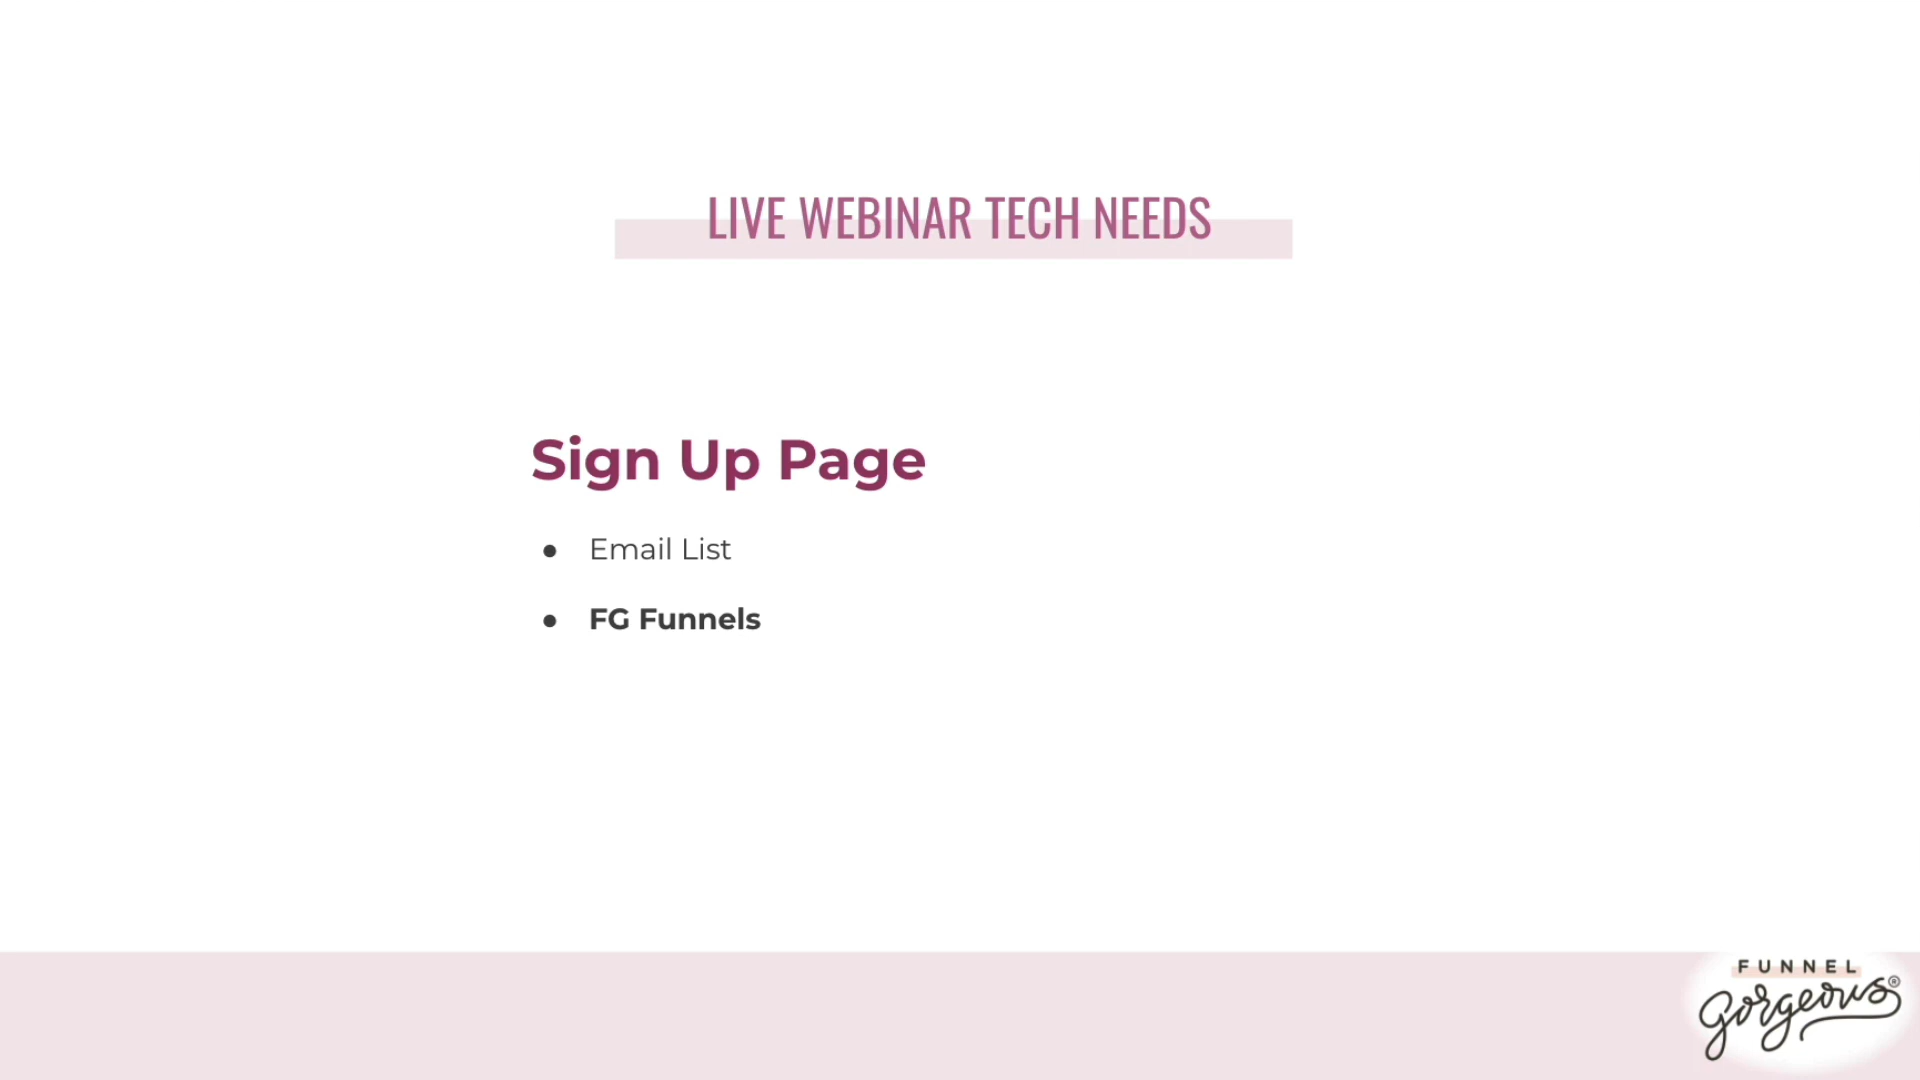 LIVE WEBINAR TECH NEEDS
Sign Up Page
● Email List
● FG Funnels
FUNNEL
gorgeous®